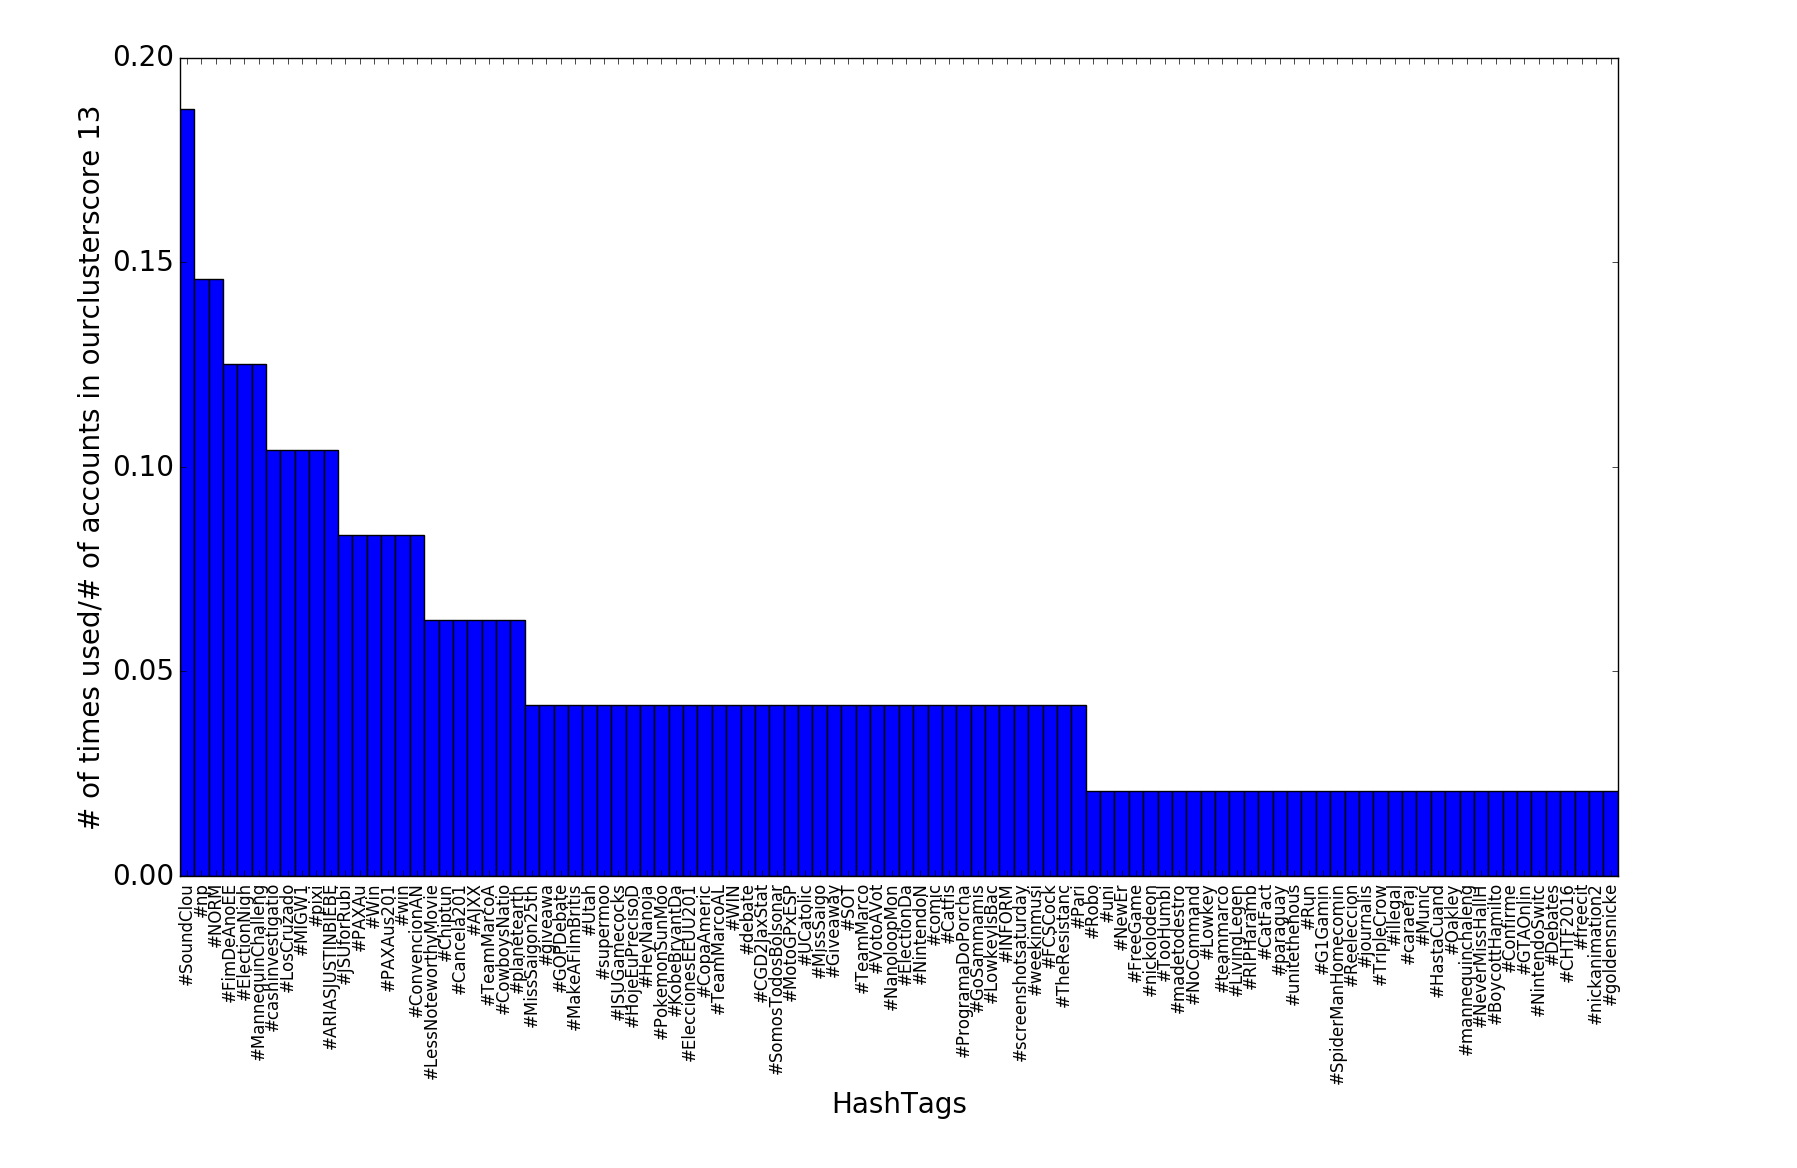 0.20
0.15
0.10
0.05
0.00
# of times used/# of accounts in ourclusterscore 13
#SoundClou
#np
#NORM
#FimDeAnoEE
#ElectionNigh
#MannequinChalleng
#cashinvestigatio
#LosCruzado
#MIGW1
#pixi
#ARIASJUSTINBIEBE
#JSUforRubi
#PAXAu
#Win
#PAXAus201
#win
#ConvencionAN
#LessNoteworthyMovie
#Chiptun
#Cancela201
#AJXX
#TeamMarcoA
#CowboysNatio
#planetearth
#MissSaigon25th
#giveawa
#GOPDebate
#MakeAFilmBritis
#Utah
#supermoo
#JSUGamecocks
#HojeEuPrecisoD
#HeyNanoja
#PokemonSunMoo
#KobeBryantDa
#EleccionesEEUU201
#CopaAmeric
#TeamMarcoAL
#WIN
#debate
#CGD2JaxStat
#SomosTodosBolsonar
#MotoGPxESP
#UCatolic
#MissSaigo
#Giveaway
#SOT
#TeamMarco
#VotoAVot
#NanoloopMon
#ElectionDa
#NintendoN
#comic
#Catfis
#ProgramaDoPorcha
#GoSammamis
#LowkeyIsBac
#INFORM
#screenshotsaturday
#weekinmusi
#FCSCock
#TheResistanc
#Pari
#Robo
#uni
#NewEr
#FreeGame
#nickolodeon
#TooHumbl
#madetodestro
#NoCommand
#Lowkey
#teammarco
#LivingLegen
#RIPHaramb
#CatFact
#paraguay
#unitethehous
#Run
#G1Gamin
#SpiderManHomecomin
#Reeleccion
#journalis
#TripleCrow
#illegal
#caraeraj
#Munic
#HastaCuand
#Oakley
#mannequinchaleng
#NeverMissHallH
#BoycottHamilto
#Confirme
#GTAOnlin
#NintendoSwitc
#Debates
#CHTF2016
#freeit
#nickanimation2
#goldensnicke
HashTags